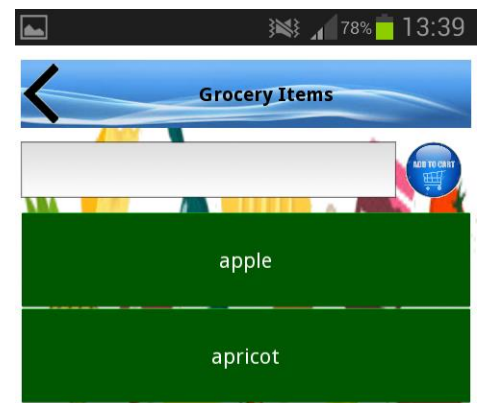 78% 13:39
Grocery Items
ADD TO CART
apple
apricot